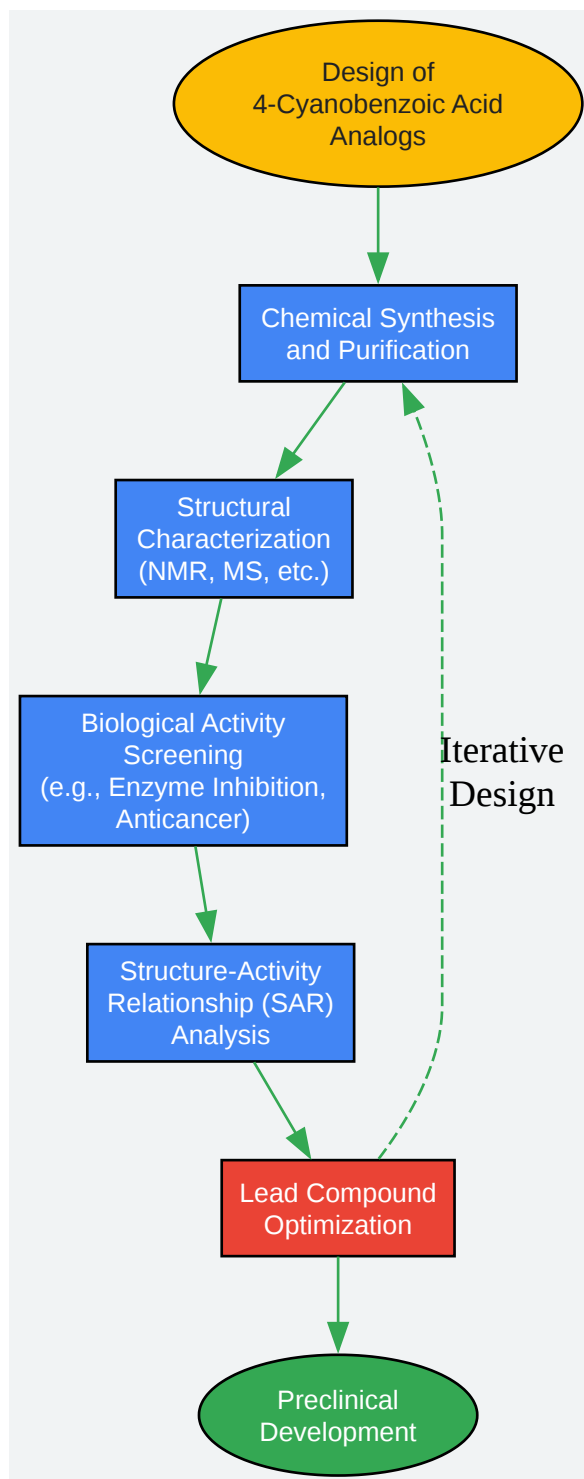 Design of
4-Cyanobenzoic Acid
Analogs
Chemical Synthesis
and Purification
Structural
Characterization
(NMR, MS, etc.)
Biological Activity
Screening
(e.g., Enzyme Inhibition,
Anticancer)
Iterative
Design
Structure-Activity
Relationship (SAR)
Analysis
Lead Compound
Optimization
Preclinical
Development